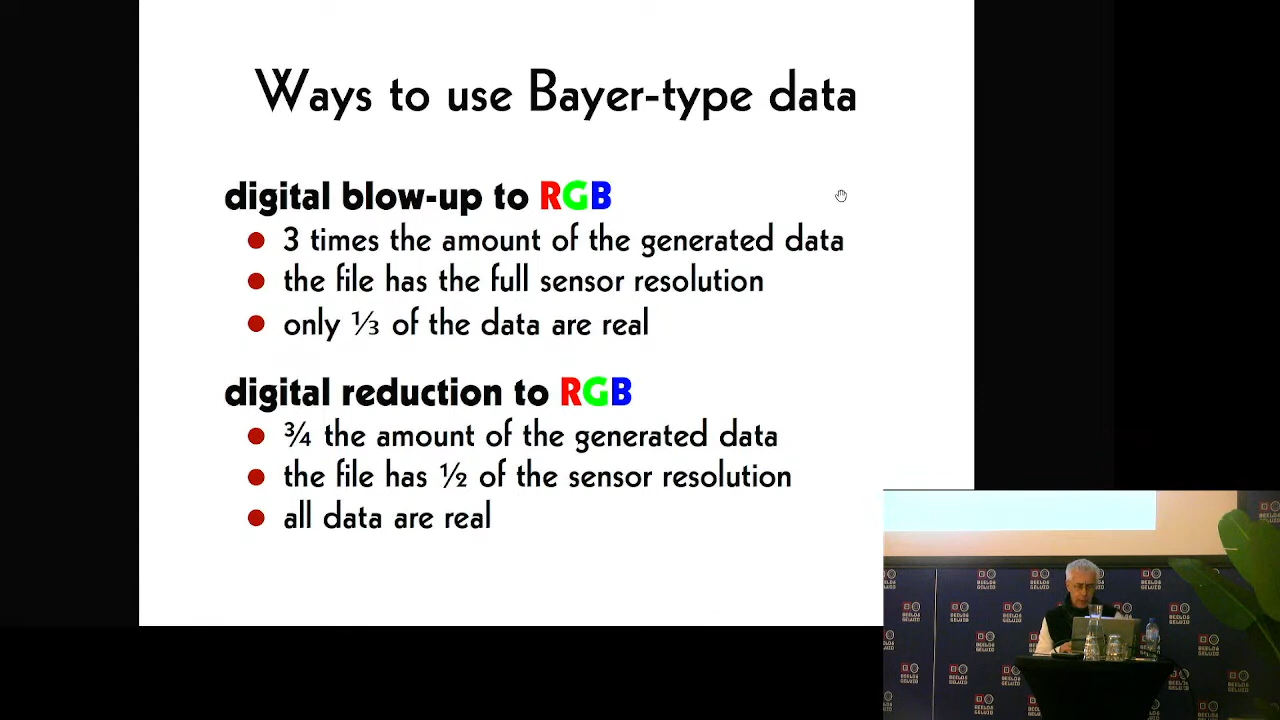 Ways to use Bayer-type data
digital blow-up to RGB
3 times the amount of the generated data
the file has the full sensor resolution
only ⅓ of the data are real
digital reduction to RGB
¾ the amount of the generated data
the file has ½ of the sensor resolution
all data are real
BEELD&
GELUID